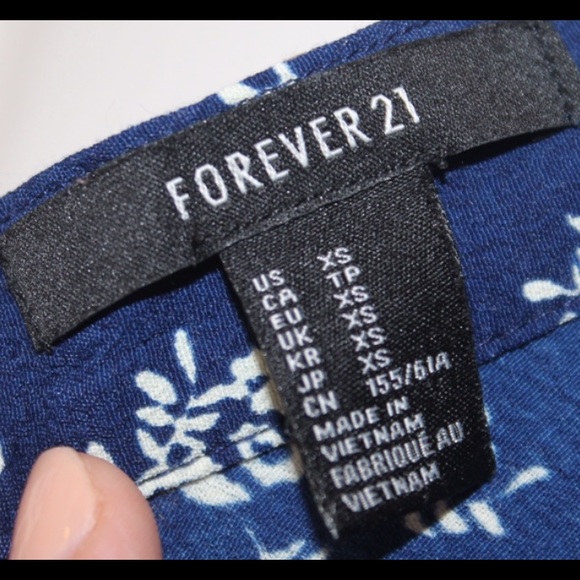 FOREVER 21
US XS
CA TP
EU XS
UK XS
KR XS
JP XS
CN 155/61A
MADE IN
VIETNAM
FABRIQUÉ AU
VIETNAM